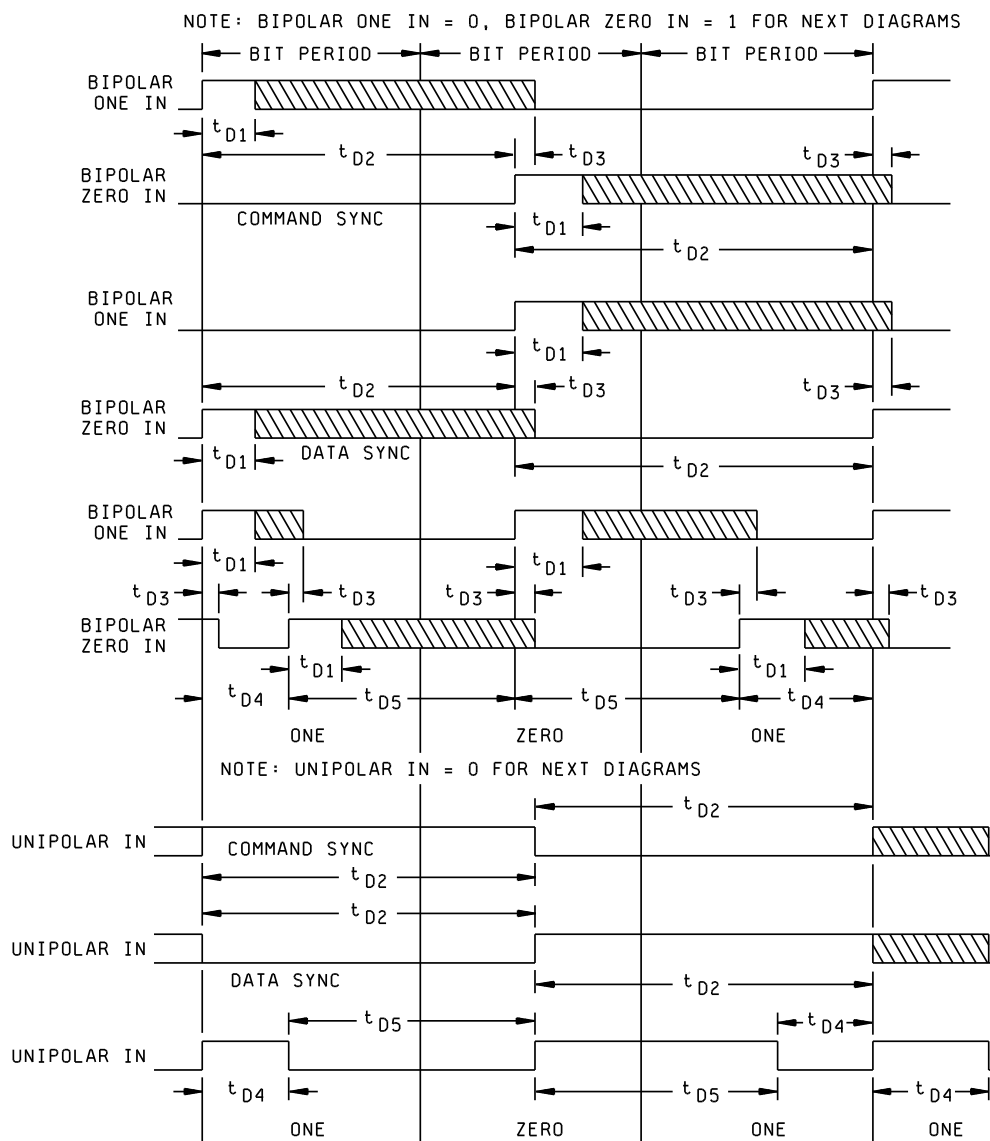 NOTE: BIPOLAR ONE IN = 0, BIPOLAR ZERO IN = 1 FOR NEXT DIAGRAMS
BIT PERIOD BIT PERIOD BIT PERIOD
BIPOLAR
ONE IN
tD1
tD2 tD3 tD3
BIPOLAR
ZERO IN
COMMAND SYNC
tD1
tD2
BIPOLAR
ONE IN
tD1
tD2 tD3 tD3
BIPOLAR
ZERO IN
tD1 DATA SYNC
tD2
BIPOLAR
ONE IN
tD1 tD1
tD3 tD3 tD3 tD3 tD3
BIPOLAR
ZERO IN
tD1 tD1
tD4 tD5 tD5 tD4
ONE ZERO ONE
NOTE: UNIPOLAR IN = 0 FOR NEXT DIAGRAMS
tD2
UNIPOLAR IN
COMMAND SYNC
tD2
tD2
UNIPOLAR IN
DATA SYNC
tD2
tD5 tD4
UNIPOLAR IN
tD4 tD5 tD4
ONE ZERO ONE ONE